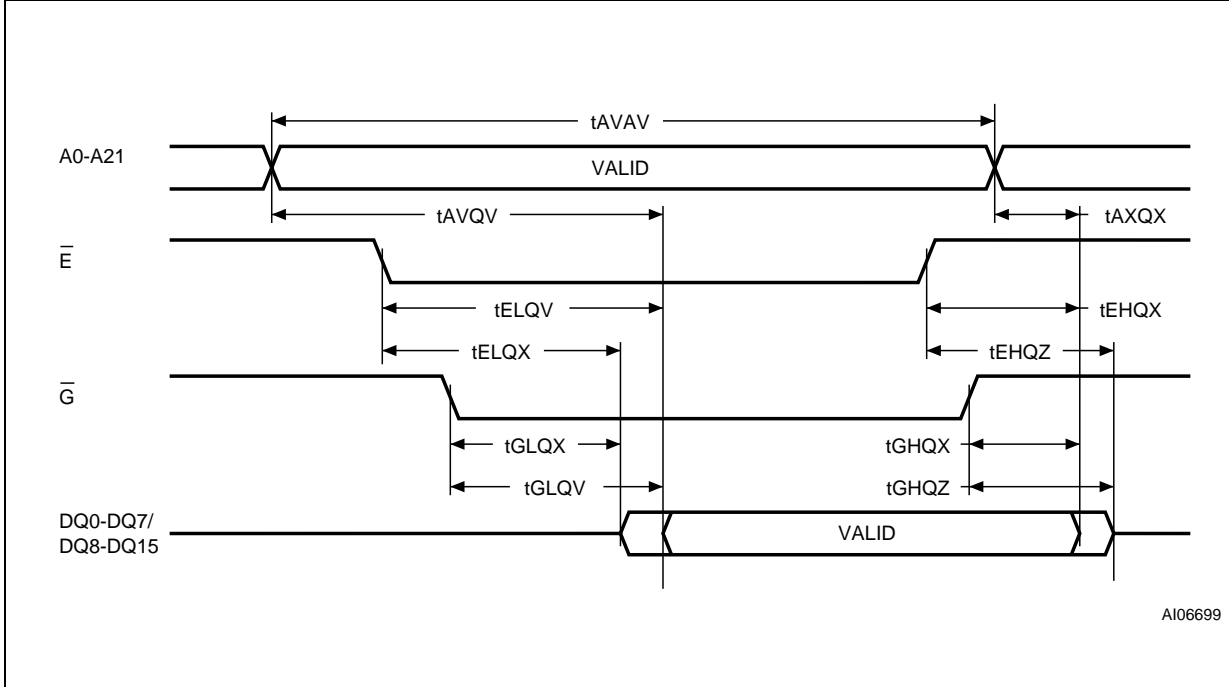 tAVAV
A0-A21
VALID
tAVQV
tAXQX
E̅
tELQV
tEHQX
tELQX
tEHQZ
G̅
tGLQX
tGHQX
tGLQV
tGHQZ
DQ0-DQ7/
DQ8-DQ15
VALID
AI06699